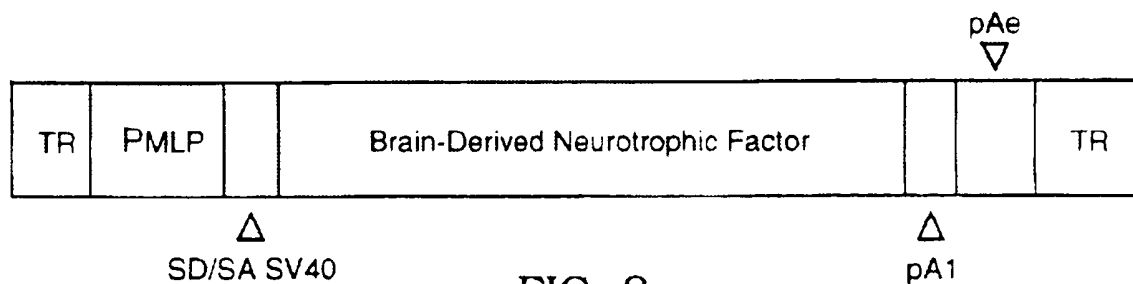 pAe
TR PMLP Brain-Derived Neurotrophic Factor TR
SD/SA SV40 pA1